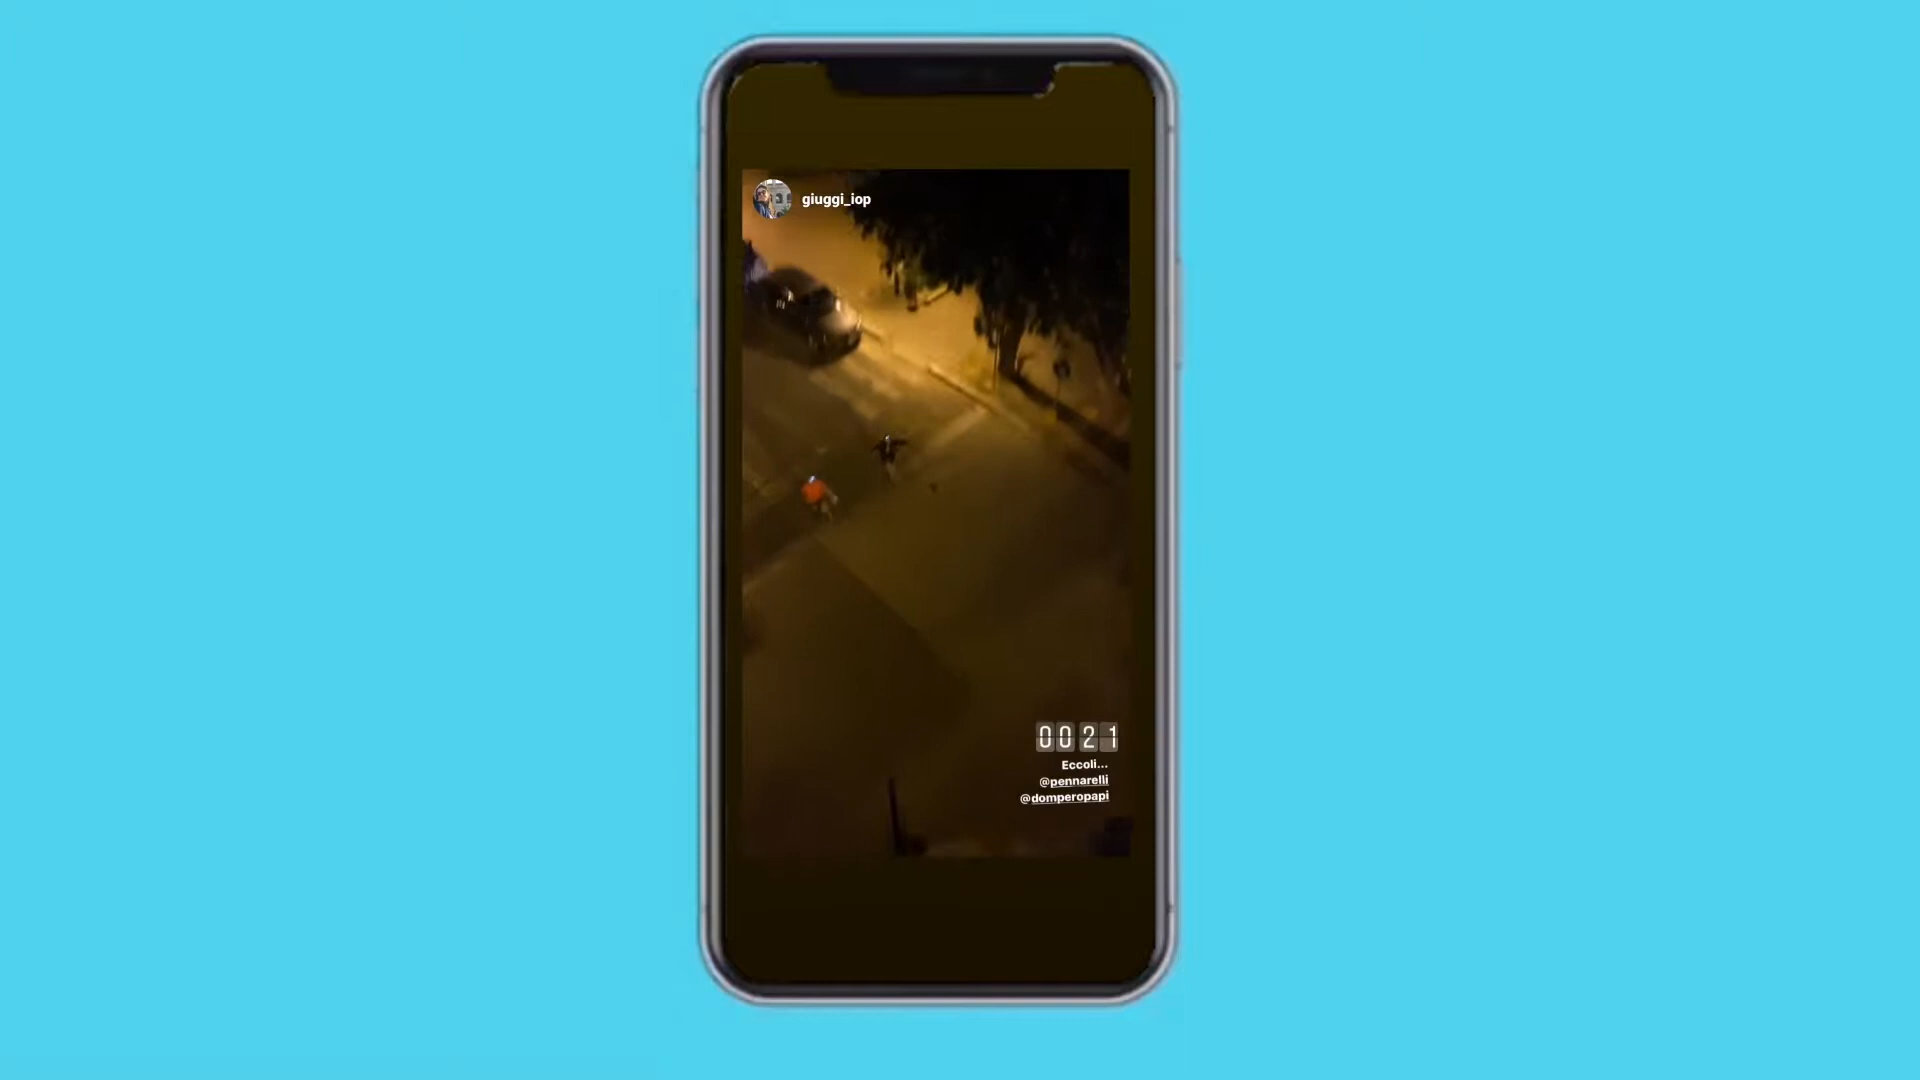 giuggi_iop
0021
Eccoli...
@pennarelli
@domperopapi